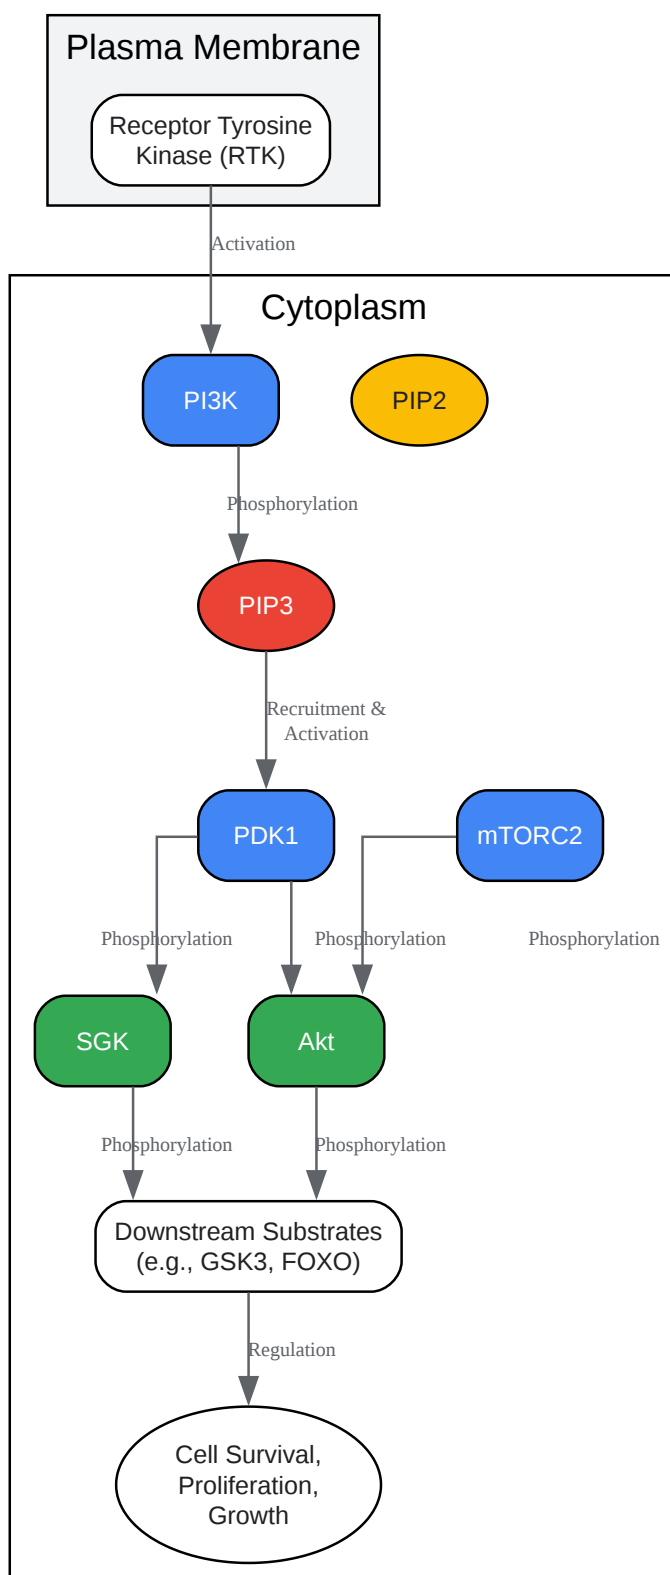 Plasma Membrane
Receptor Tyrosine
Kinase (RTK)
Activation
Cytoplasm
PI3K
PIP2
Phosphorylation
PIP3
Recruitment &
Activation
PDK1
mTORC2
Phosphorylation
Phosphorylation
Phosphorylation
SGK
Akt
Phosphorylation
Phosphorylation
Downstream Substrates
(e.g., GSK3, FOXO)
Regulation
Cell Survival,
Proliferation,
Growth